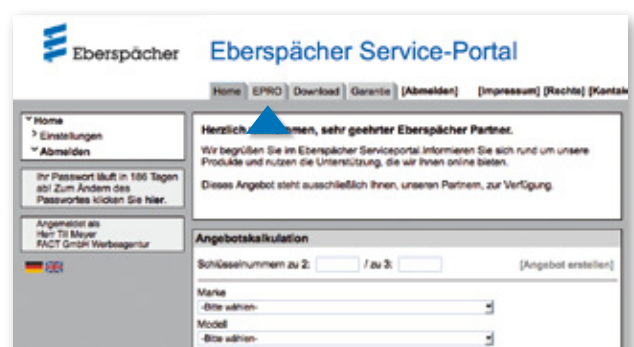 Eberspächer
Eberspächer Service-Portal
Home EPRO Download Garantie [Abmelden] [Impressum] [Rechte] [Kontak
Home
Einstellungen
Abmelden
Ihr Passwort läuft in 186 Tagen
ab! Zum Ändern des
Passwortes klicken Sie hier.
Angemeldet als
Herr Till Meyer
FACT GmbH Werbeagentur
Herzlich men, sehr geehrter Eberspächer Partner.
Wir begrüßen Sie im Eberspächer Serviceportal.Informieren Sie sich rund um unsere
Produkte und nutzen die Unterstützung, die wir Ihnen online bieten.
Dieses Angebot steht ausschließlich Ihnen, unseren Partnern, zur Verfügung.
Angebotskalkulation
Schlüsselnummern zu 2: / zu 3: [Angebot erstellen]
Marke
-Bitte wählen-
Modell
-Bitte wählen-